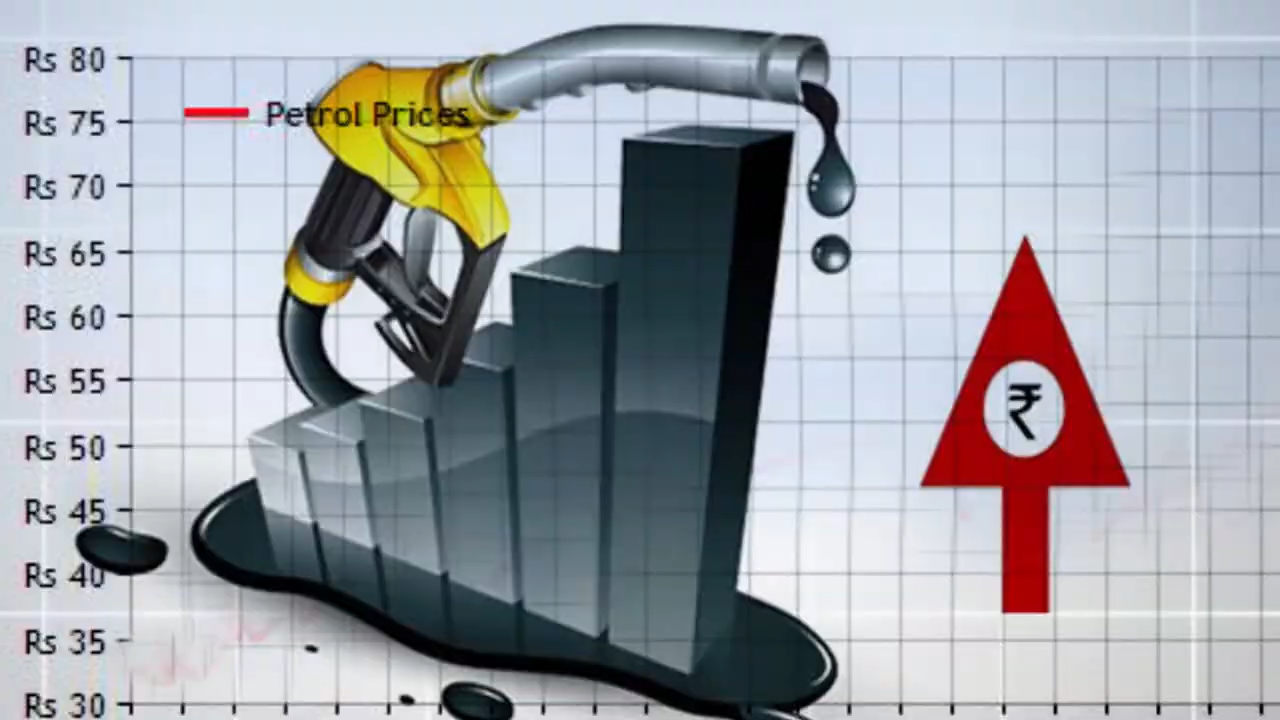 Rs 80
Petrol Prices
Rs 75
Rs 70
Rs 65
Rs 60
Rs 55
₹
Rs 50
Rs 45
Rs 40
Rs 35
Rs 30